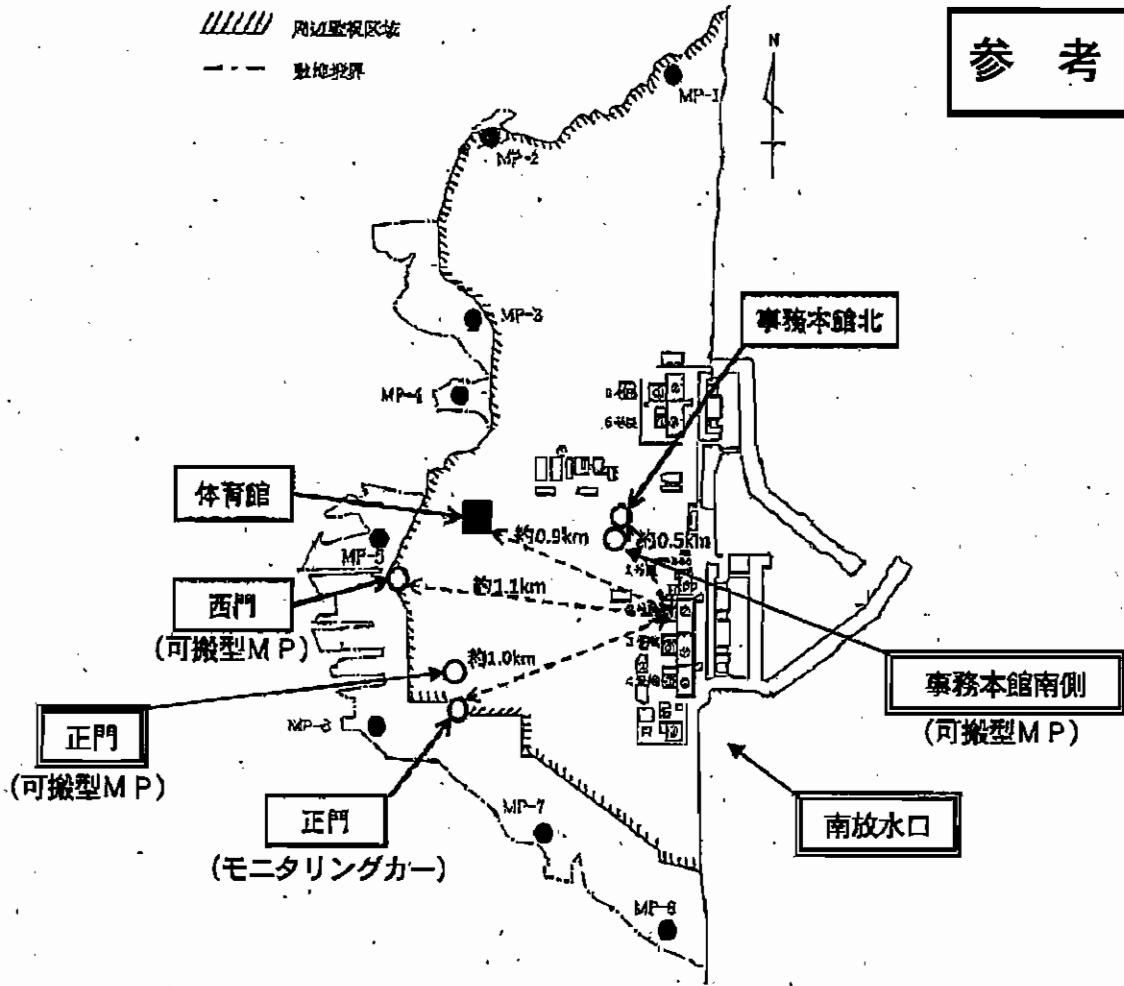 周辺監視区域
敷地境界
参 考
N
MP-1
MP-2
MP-3
事務本館北
MP-4
体育館
約0.9km
約0.5km
MP-5
約1.1km
西門
(可搬型MP)
約1.0km
事務本館南側
(可搬型MP)
正門
(可搬型MP)
MP-6
正門
(モニタリングカー)
MP-7
南放水口
MP-8